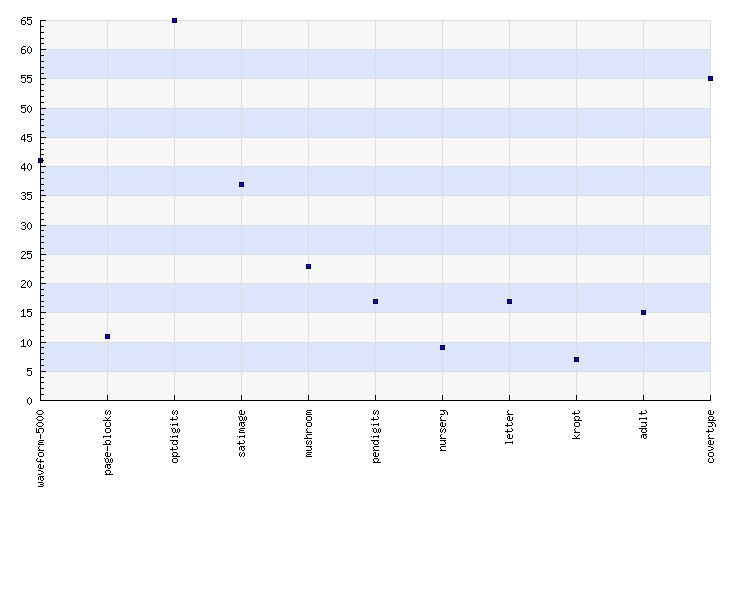 65
60
55
50
45
40
35
30
25
20
15
10
5
0
waveform-5000
page-blocks
optdigits
satimage
mushroom
pendigits
nursery
letter
kropt
adult
covertype